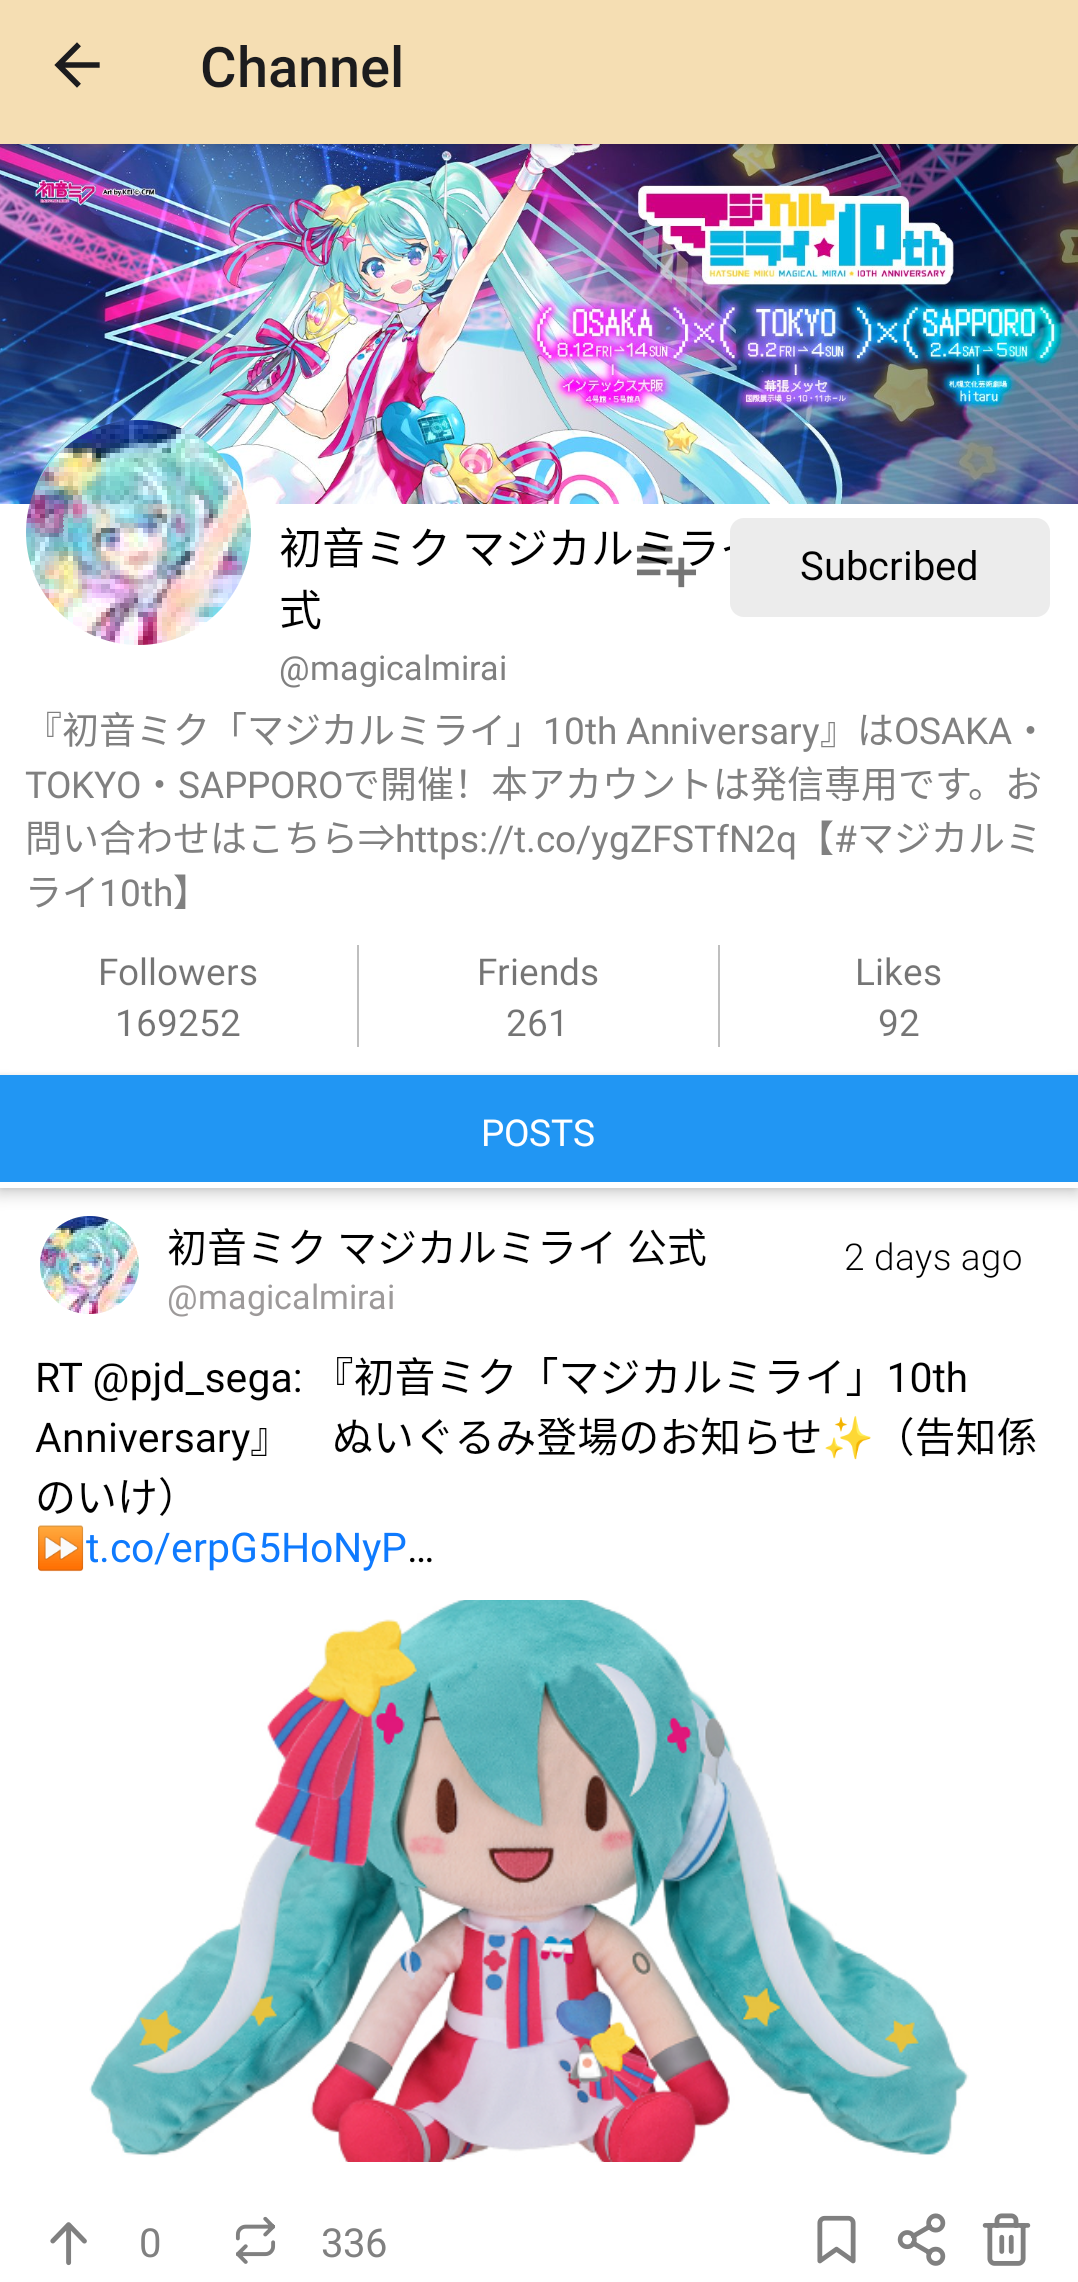 Channel
初音ミク Art by KEI © CFM
マジカル
ミライ★10th
HATSUNE MIKU MAGICAL MIRAI ★ 10TH ANNIVERSARY
OSAKA
8.12 FRI → 14 SUN
インテックス大阪
4号館・5号館A
TOKYO
9.2 FRI → 4 SUN
幕張メッセ
国際展示場 9・10・11ホール
SAPPORO
2.4 SAT → 5 SUN
札幌文化芸術劇場
hitaru
初音ミク マジカルミライ
式
Subcribed
@magicalmirai
『初音ミク「マジカルミライ」10th Anniversary』はOSAKA・
TOKYO・SAPPOROで開催！本アカウントは発信専用です。お
問い合わせはこちら⇒https://t.co/ygZFSTfN2q【#マジカルミ
ライ10th】
Followers
169252
Friends
261
Likes
92
POSTS
初音ミク マジカルミライ 公式
2 days ago
@magicalmirai
RT @pjd_sega: 『初音ミク「マジカルミライ」10th
Anniversary』　ぬいぐるみ登場のお知らせ✨（告知係
のいけ）
⏩t.co/erpG5HoNyP…
0
336